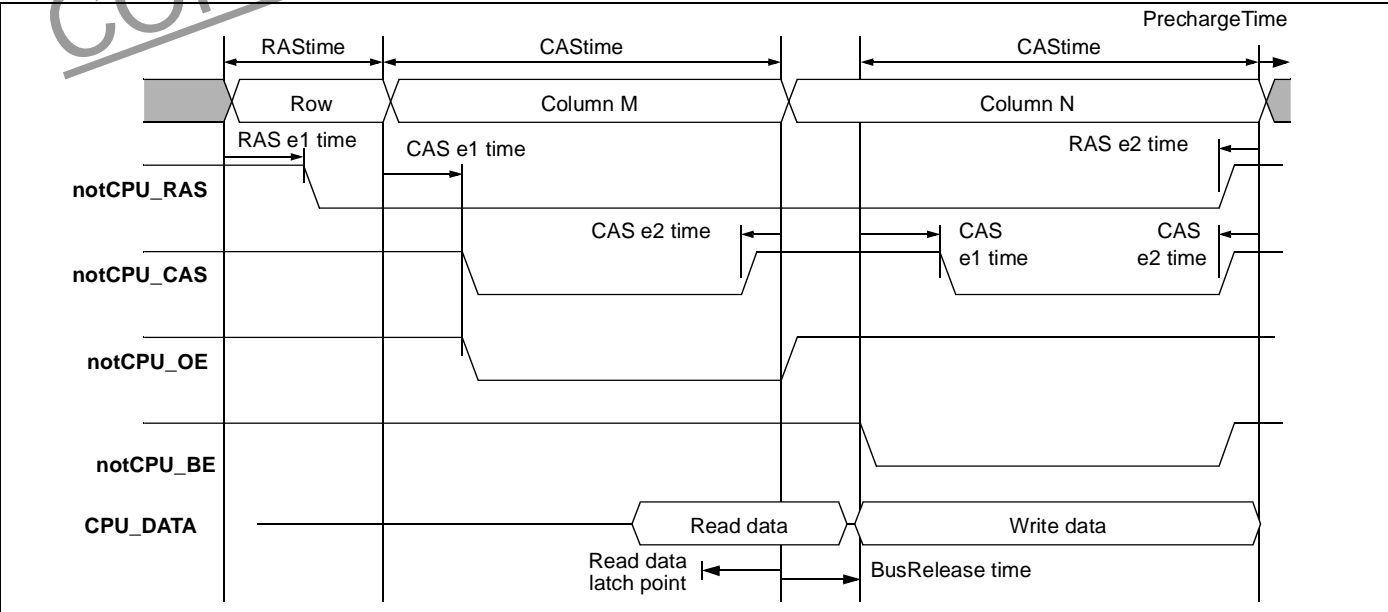 PrechargeTime
RAStime
CAStime
CAStime
Row
Column M
Column N
RAS e1 time
CAS e1 time
RAS e2 time
notCPU_RAS
CAS e2 time
CAS
e1 time
CAS
e2 time
notCPU_CAS
notCPU_OE
notCPU_BE
CPU_DATA
Read data
Write data
Read data
latch point
BusRelease time